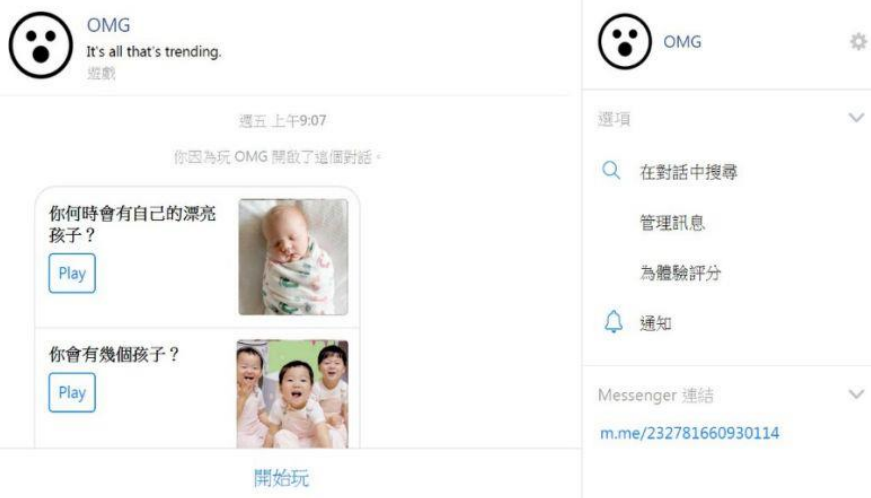 OMG
It's all that's trending.
遊戲
週五 上午9:07
你因為玩 OMG 開啟了這個對話。
你何時會有自己的漂亮
孩子？
Play
你會有幾個孩子？
Play
開始玩
OMG
選項
在對話中搜尋
管理訊息
為體驗評分
通知
Messenger 連結
m.me/232781660930114